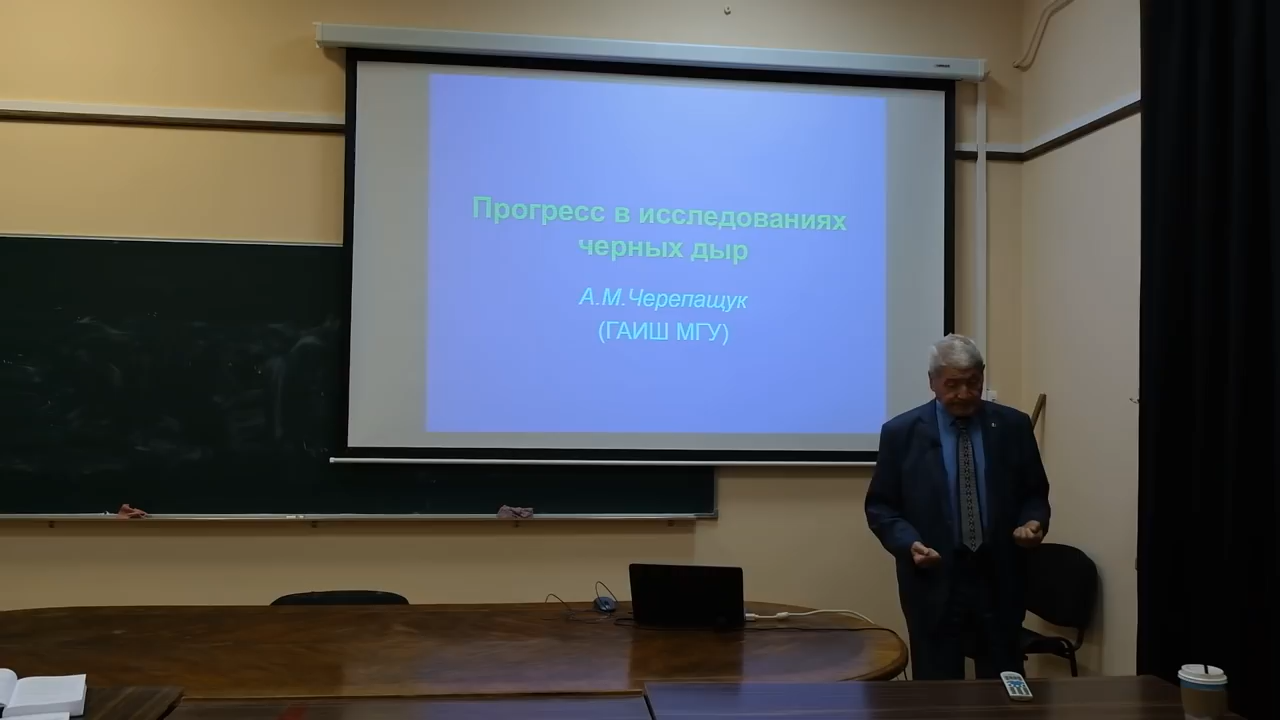 Прогресс в исследованиях
черных дыр
А.М.Черепащук
(ГАИШ МГУ)